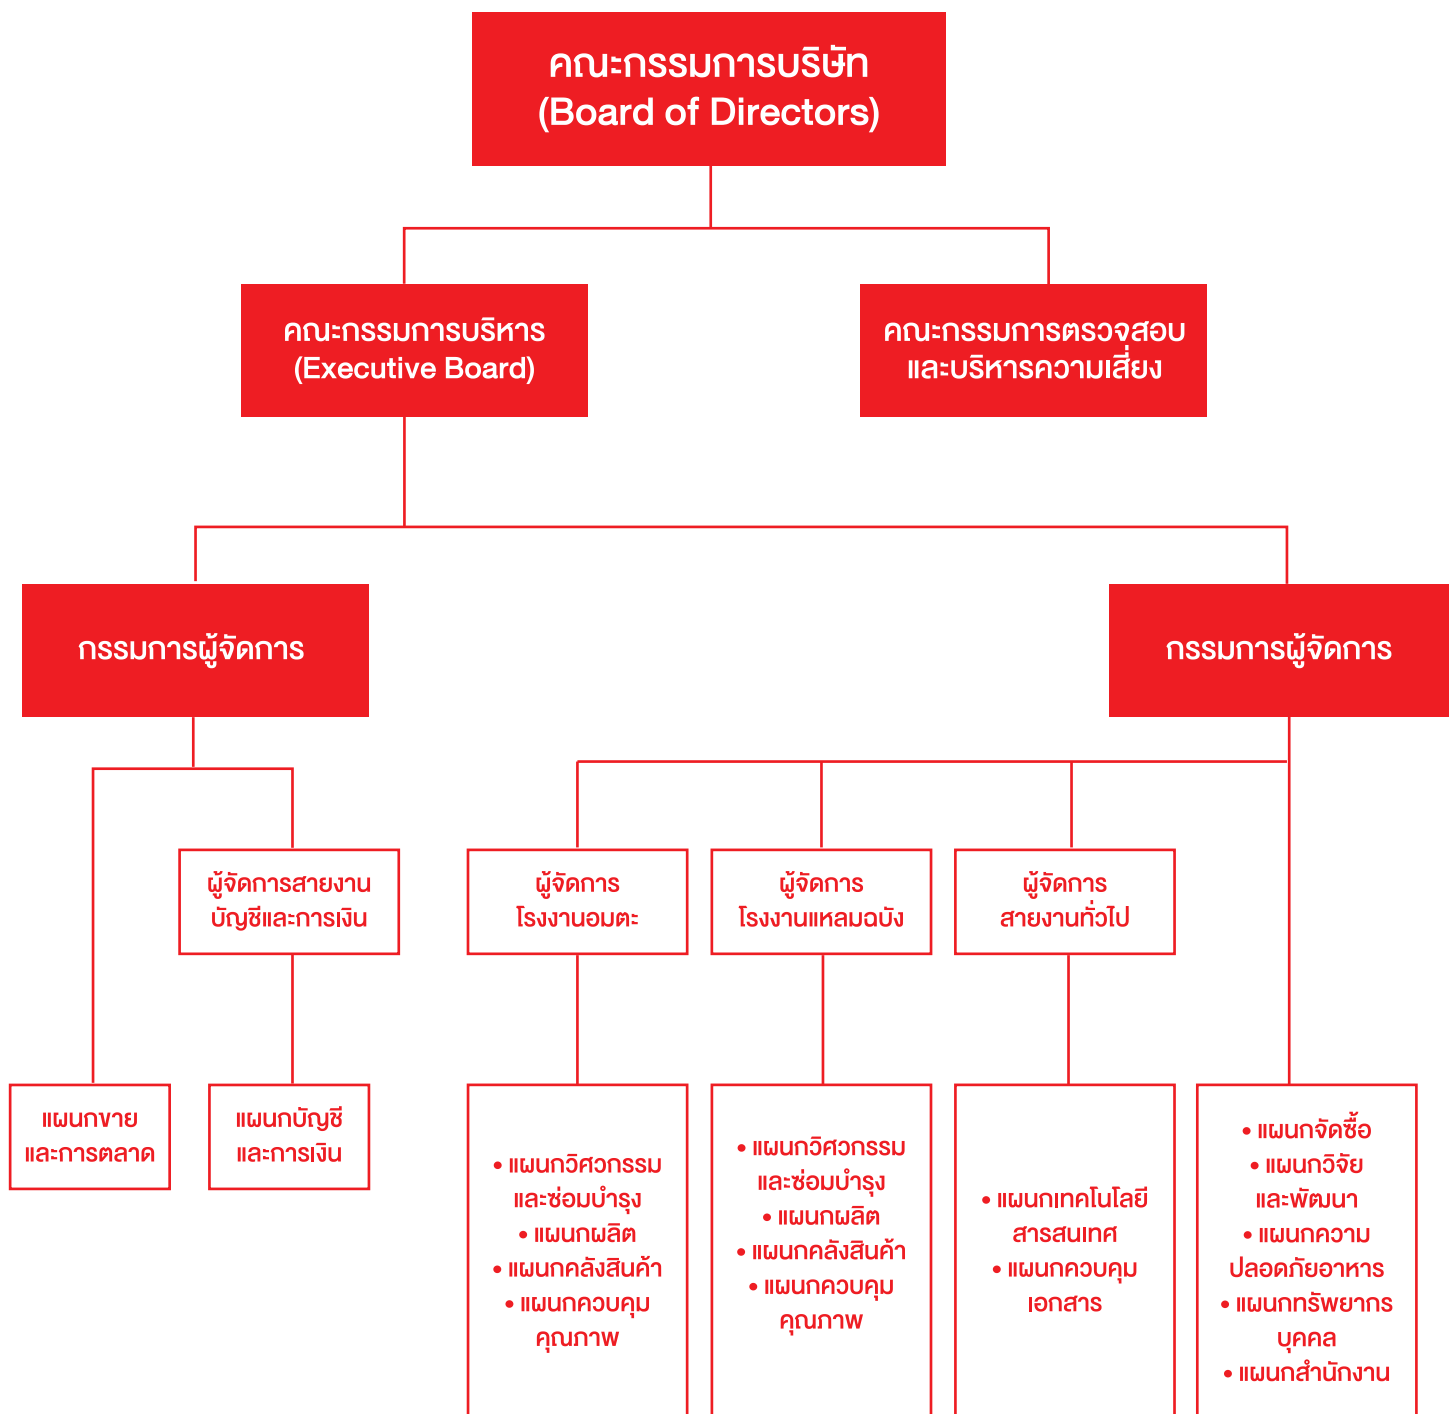 คณะกรรมการบริษัท
(Board of Directors)
คณะกรรมการบริหาร
(Executive Board)
คณะกรรมการตรวจสอบ
และบริหารความเสี่ยง
กรรมการผู้จัดการ
กรรมการผู้จัดการ
ผู้จัดการสายงาน
บัญชีและการเงิน
ผู้จัดการ
โรงงานอมตะ
ผู้จัดการ
โรงงานแหลมฉบัง
ผู้จัดการ
สายงานทั่วไป
แผนกขาย
และการตลาด
แผนกบัญชี
และการเงิน
• แผนกวิศวกรรม
และซ่อมบำรุง
• แผนกผลิต
• แผนกคลังสินค้า
• แผนกควบคุม
คุณภาพ
• แผนกวิศวกรรม
และซ่อมบำรุง
• แผนกผลิต
• แผนกคลังสินค้า
• แผนกควบคุม
คุณภาพ
• แผนกเทคโนโลยี
สารสนเทศ
• แผนกควบคุม
เอกสาร
• แผนกจัดซื้อ
• แผนกวิจัย
และพัฒนา
• แผนกความ
ปลอดภัยอาหาร
• แผนกทรัพยากร
บุคคล
• แผนกสำนักงาน